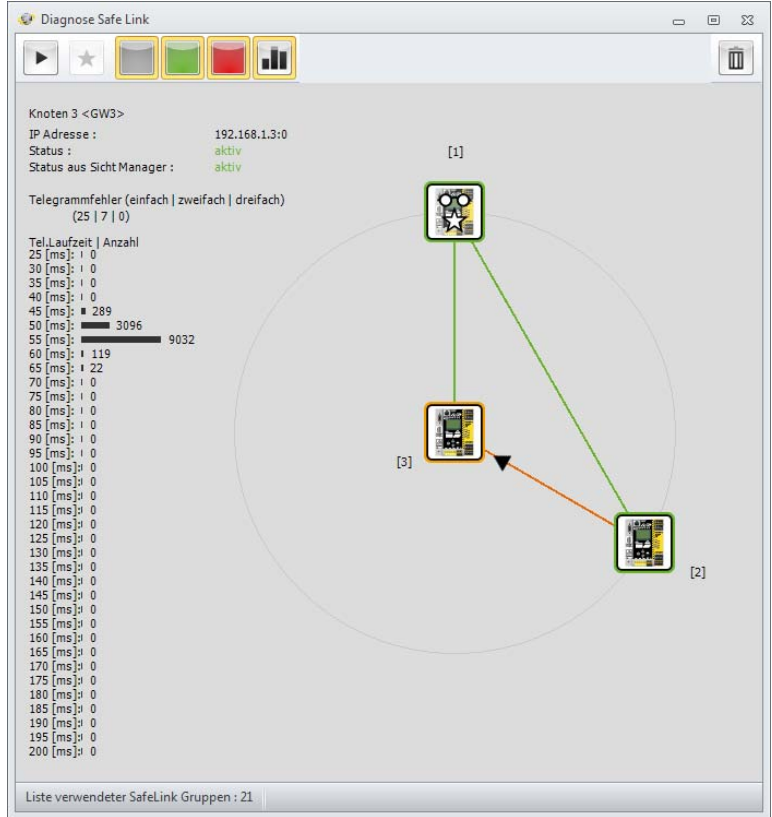 Diagnose Safe Link
Knoten 3 <GW3>
IP Adresse : 192.168.1.3:0
Status : aktiv
Status aus Sicht Manager : aktiv
Telegrammfehler (einfach | zweifach | dreifach)
(25 | 7 | 0)
Tel.Laufzeit | Anzahl
25 [ms]: 0
30 [ms]: 0
35 [ms]: 0
40 [ms]: 0
45 [ms]: 289
50 [ms]: 3096
55 [ms]: 9032
60 [ms]: 119
65 [ms]: 22
70 [ms]: 0
75 [ms]: 0
80 [ms]: 0
85 [ms]: 0
90 [ms]: 0
95 [ms]: 0
100 [ms]: 0
105 [ms]: 0
110 [ms]: 0
115 [ms]: 0
120 [ms]: 0
125 [ms]: 0
130 [ms]: 0
135 [ms]: 0
140 [ms]: 0
145 [ms]: 0
150 [ms]: 0
155 [ms]: 0
160 [ms]: 0
165 [ms]: 0
170 [ms]: 0
175 [ms]: 0
180 [ms]: 0
185 [ms]: 0
190 [ms]: 0
195 [ms]: 0
200 [ms]: 0
[1]
[3]
[2]
Liste verwendeter SafeLink Gruppen : 21